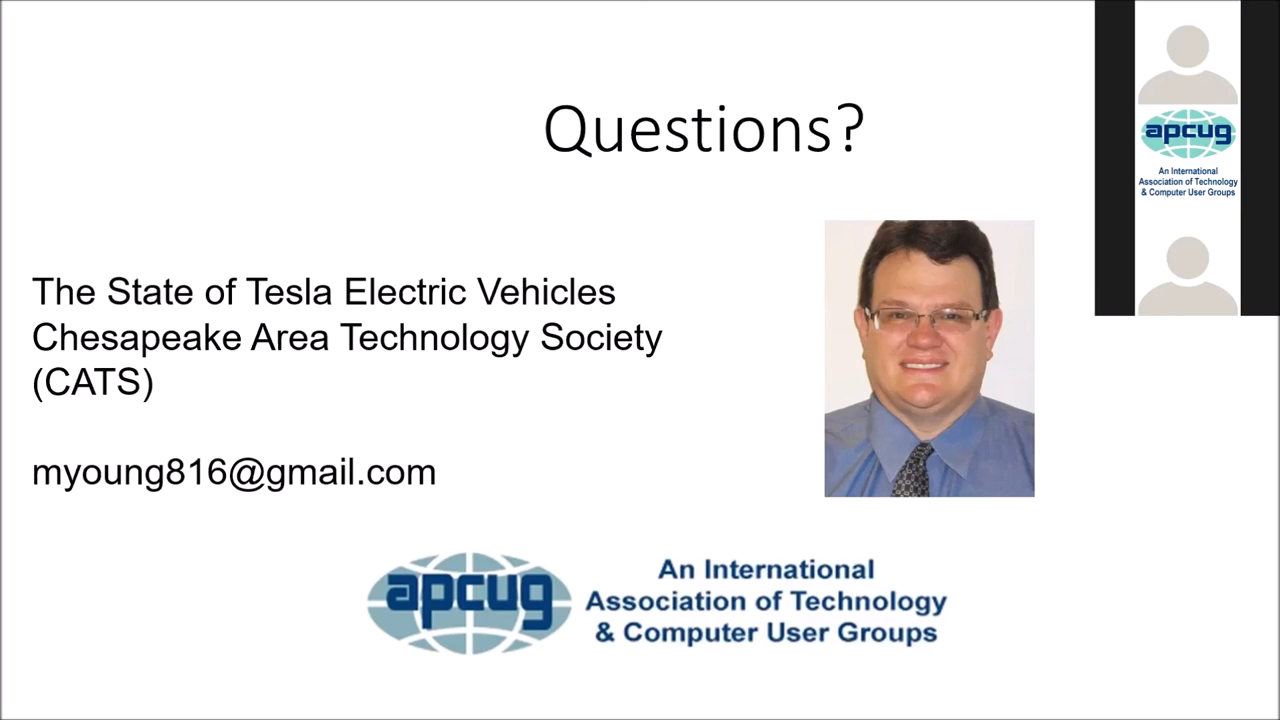 Questions?
The State of Tesla Electric Vehicles
Chesapeake Area Technology Society
(CATS)
myoung816@gmail.com
apcug
An International
Association of Technology
& Computer User Groups
apcug
An International
Association of Technology
& Computer User Groups